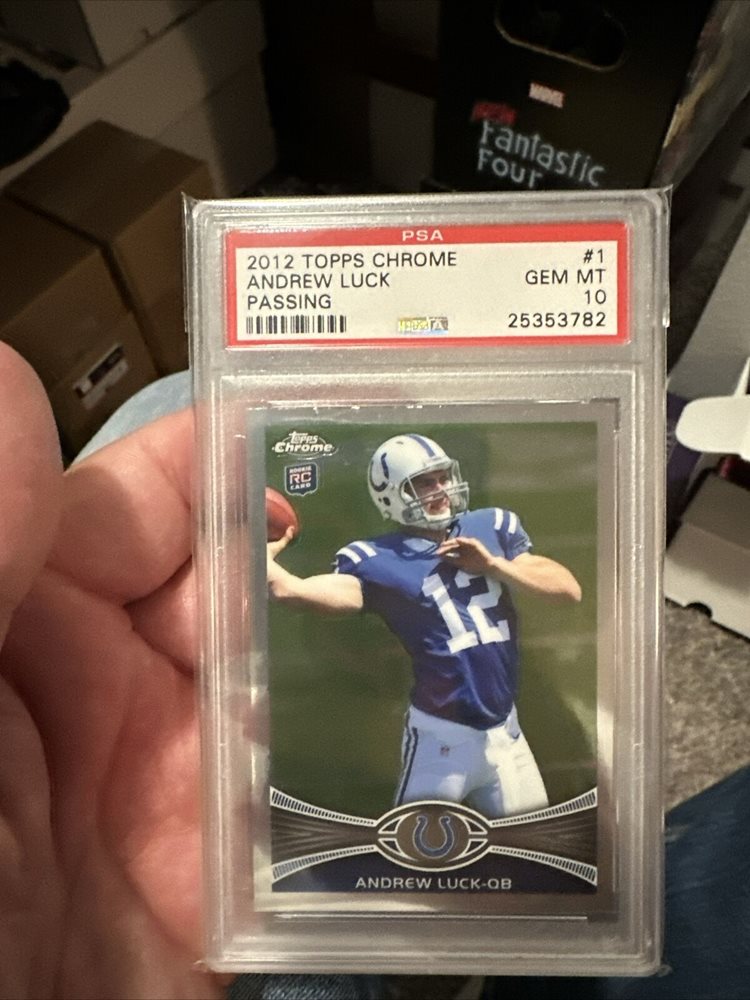 MARVEL
Fantastic
Four
PSA
2012 TOPPS CHROME #1
ANDREW LUCK GEM MT
PASSING 10
25353782
Topps
Chrome
ROOKIE
RC
CARD
12
ANDREW LUCK-QB